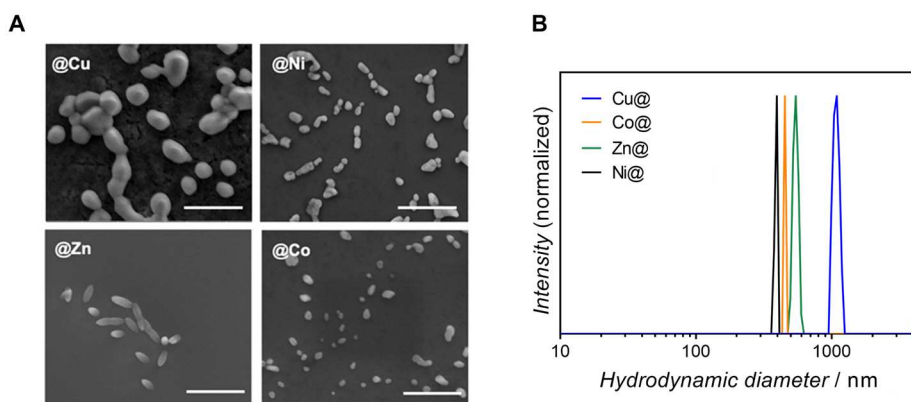 A
@Cu
@Ni
@Zn
@Co
B
Cu@
Co@
Zn@
Ni@
Intensity (normalized)
10
100
1000
Hydrodynamic diameter / nm